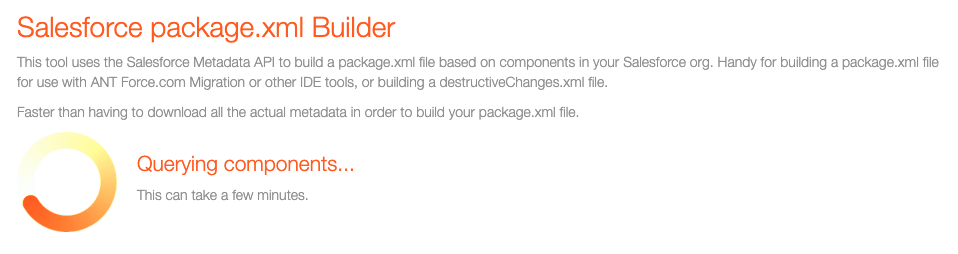 Salesforce package.xml Builder
This tool uses the Salesforce Metadata API to build a package.xml file based on components in your Salesforce org. Handy for building a package.xml file
for use with ANT Force.com Migration or other IDE tools, or building a destructiveChanges.xml file.
Faster than having to download all the actual metadata in order to build your package.xml file.
Querying components...
This can take a few minutes.